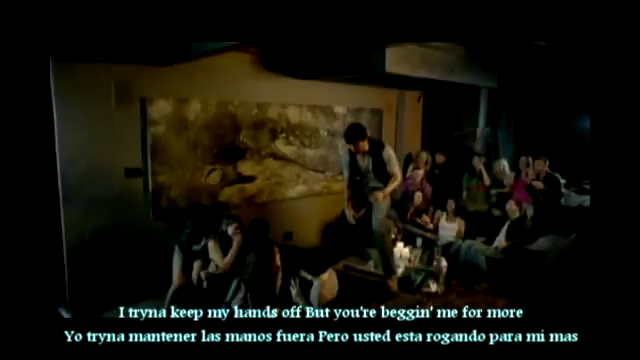 I tryna keep my hands off But you're beggin' me for more
Yo tryna mantener las manos fuera Pero usted esta rogando para mi mas